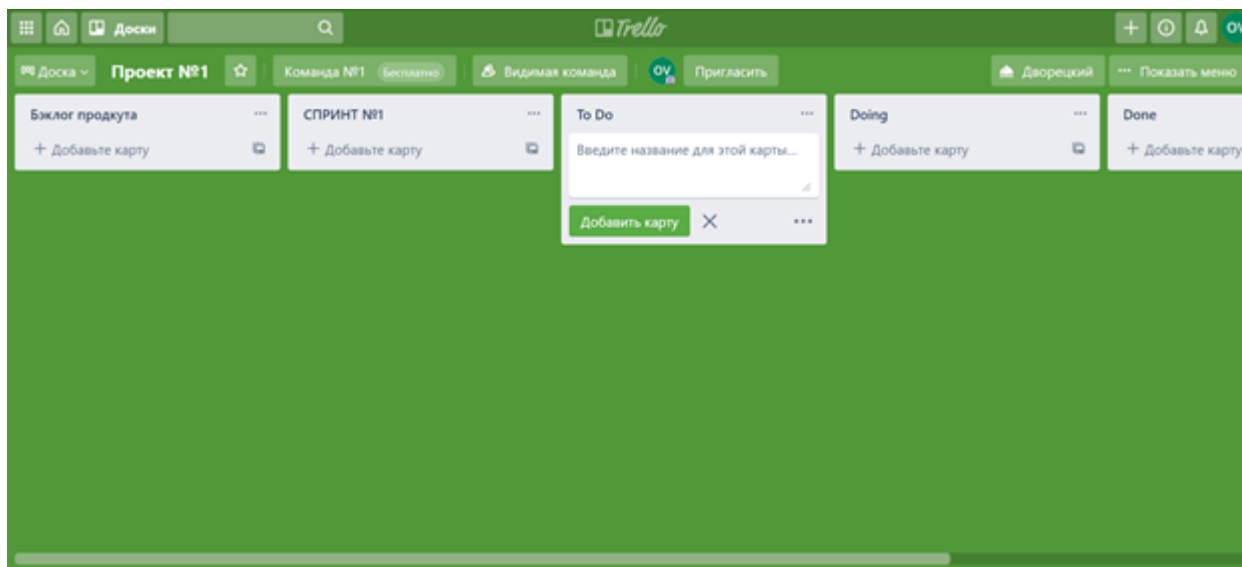 Доски Trello OV
Доска Проект №1 Команда №1 Бесплатно Видимая команда OV Пригласить Дворецкий ... Показать меню
Бэклог продкута ... СПРИНТ №1 ... To Do ... Doing ... Done
+ Добавьте карту + Добавьте карту Введите название для этой карты... + Добавьте карту + Добавьте карту
Добавить карту ...